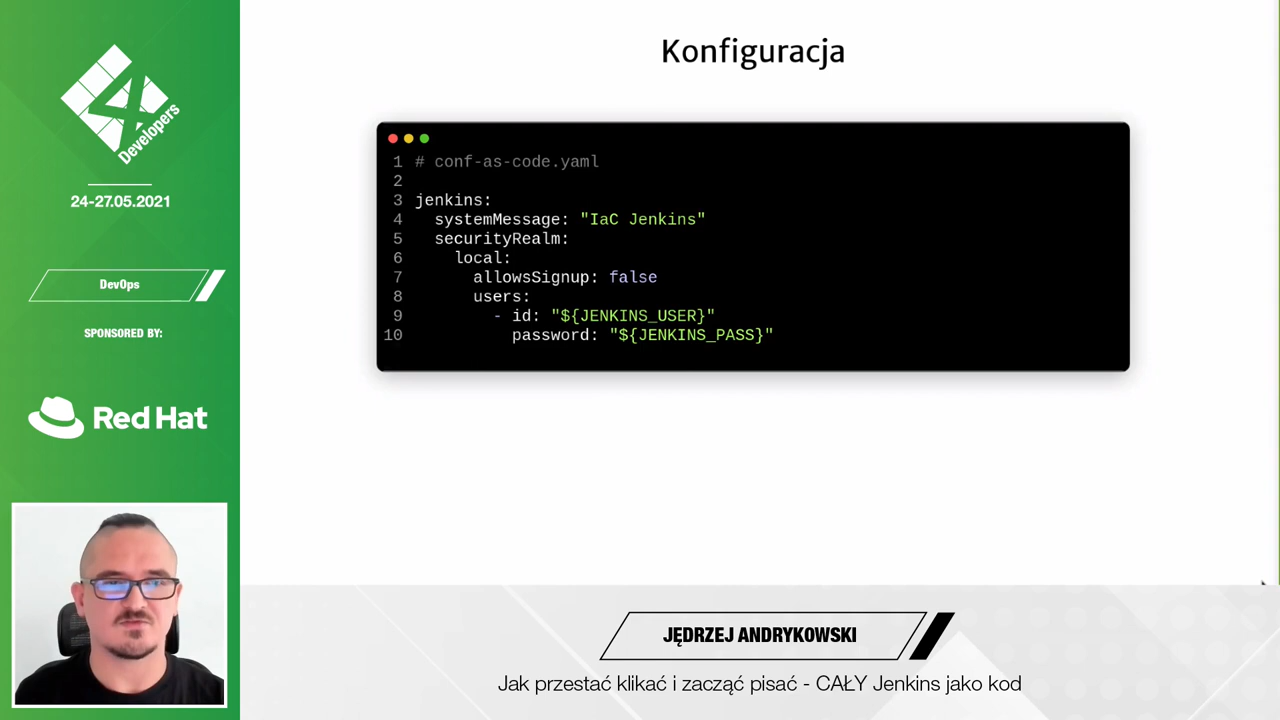 4
Developers
24-27.05.2021
DevOps
SPONSORED BY:
Red Hat
Konfiguracja
1 # conf-as-code.yaml
2
3 jenkins:
4   systemMessage: "IaC Jenkins"
5   securityRealm:
6     local:
7       allowsSignup: false
8       users:
9         - id: "${JENKINS_USER}"
10           password: "${JENKINS_PASS}"
JĘDRZEJ ANDRYKOWSKI
Jak przestać klikać i zacząć pisać - CAŁY Jenkins jako kod